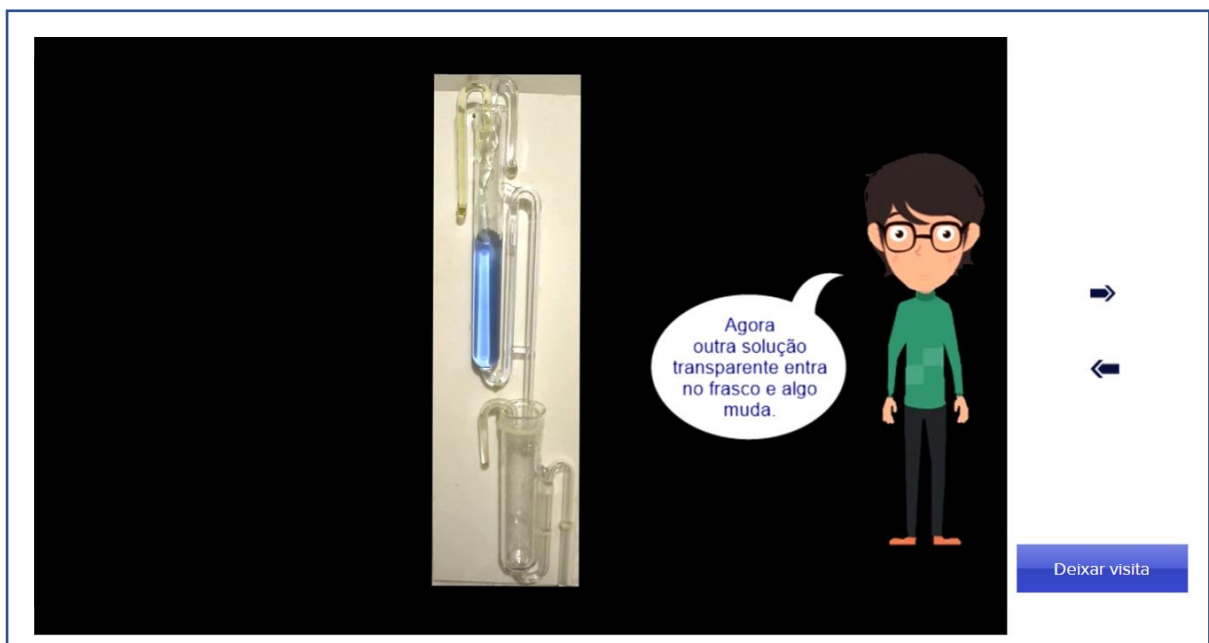 Agora
outra solução
transparente entra
no frasco e algo
muda.
Deixar visita